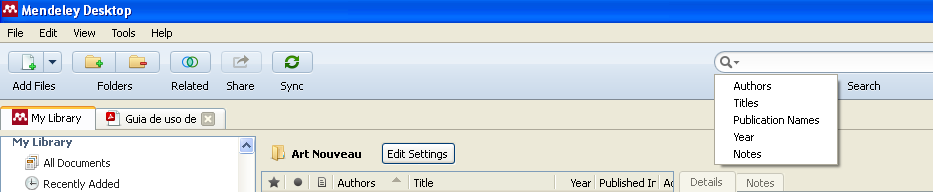 Mendeley Desktop
File Edit View Tools Help
Add Files Folders Related Share Sync Search
Authors
Titles
Publication Names
Year
Notes
My Library Guia de uso de
My Library
All Documents
Recently Added
Art Nouveau Edit Settings
Authors Title Year Published In
Details Notes